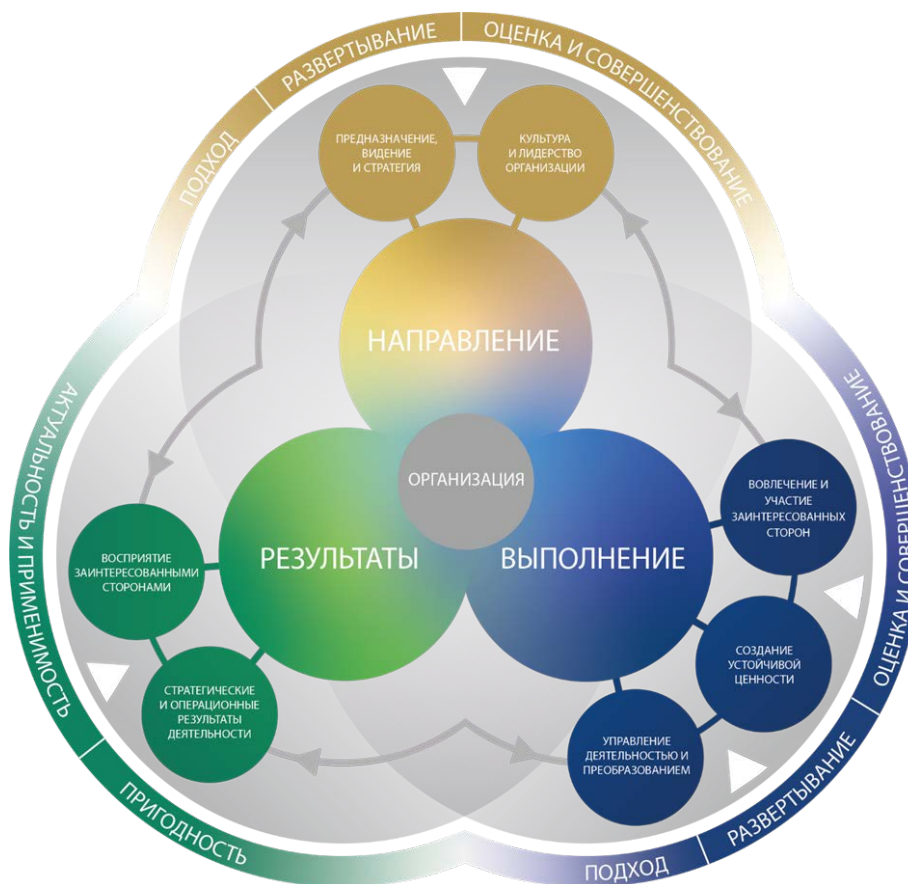 ПОДХОД
РАЗВЕРТЫВАНИЕ
ОЦЕНКА И СОВЕРШЕНСТВОВАНИЕ
ПРЕДНАЗНАЧЕНИЕ,
ВИДЕНИЕ
И СТРАТЕГИЯ
КУЛЬТУРА
И ЛИДЕРСТВО
ОРГАНИЗАЦИИ
НАПРАВЛЕНИЕ
ОРГАНИЗАЦИЯ
РЕЗУЛЬТАТЫ
ВЫПОЛНЕНИЕ
ВОСПРИЯТИЕ
ЗАИНТЕРЕСОВАННЫМИ
СТОРОНАМИ
СТРАТЕГИЧЕСКИЕ
И ОПЕРАЦИОННЫЕ
РЕЗУЛЬТАТЫ
ДЕЯТЕЛЬНОСТИ
ВОВЛЕЧЕНИЕ И
УЧАСТИЕ
ЗАИНТЕРЕСОВАННЫХ
СТОРОН
СОЗДАНИЕ
УСТОЙЧИВОЙ
ЦЕННОСТИ
УПРАВЛЕНИЕ
ДЕЯТЕЛЬНОСТЬЮ И
ПРЕОБРАЗОВАНИЕМ
АКТУАЛЬНОСТЬ И ПРИМЕНИМОСТЬ
ПРИГОДНОСТЬ
ПОДХОД
РАЗВЕРТЫВАНИЕ
ОЦЕНКА И СОВЕРШЕНСТВОВАНИЕ